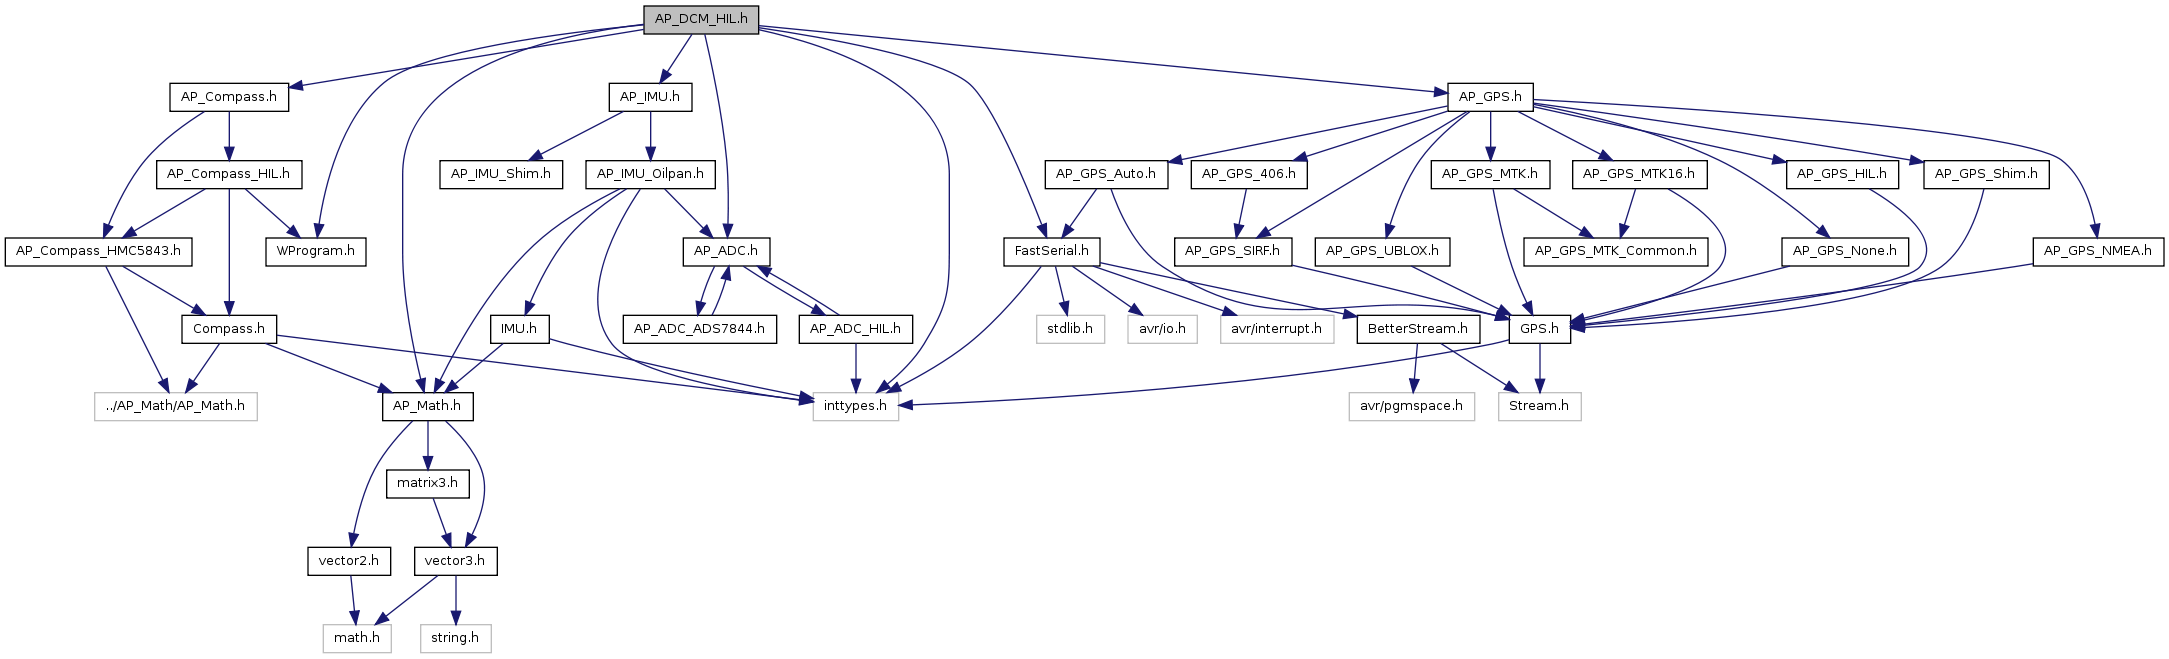 AP_DCM_HIL.h
AP_Compass.h
AP_IMU.h
AP_GPS.h
AP_Compass_HIL.h
AP_IMU_Shim.h
AP_IMU_Oilpan.h
AP_GPS_Auto.h
AP_GPS_406.h
AP_GPS_MTK.h
AP_GPS_MTK16.h
AP_GPS_HIL.h
AP_GPS_Shim.h
AP_Compass_HMC5843.h
WProgram.h
AP_ADC.h
FastSerial.h
AP_GPS_SIRF.h
AP_GPS_UBLOX.h
AP_GPS_MTK_Common.h
AP_GPS_None.h
AP_GPS_NMEA.h
Compass.h
IMU.h
AP_ADC_ADS7844.h
AP_ADC_HIL.h
stdlib.h
avr/io.h
avr/interrupt.h
BetterStream.h
GPS.h
../AP_Math/AP_Math.h
AP_Math.h
inttypes.h
avr/pgmspace.h
Stream.h
matrix3.h
vector2.h
vector3.h
math.h
string.h